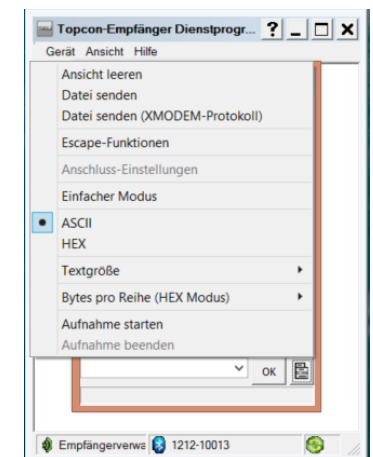 Topcon-Empfänger Dienstprogr...
Gerät Ansicht Hilfe
Ansicht leeren
Datei senden
Datei senden (XMODEM-Protokoll)
Escape-Funktionen
Anschluss-Einstellungen
Einfacher Modus
ASCII
HEX
Textgröße
Bytes pro Reihe (HEX Modus)
Aufnahme starten
Aufnahme beenden
OK
Empfängerverwa 1212-10013